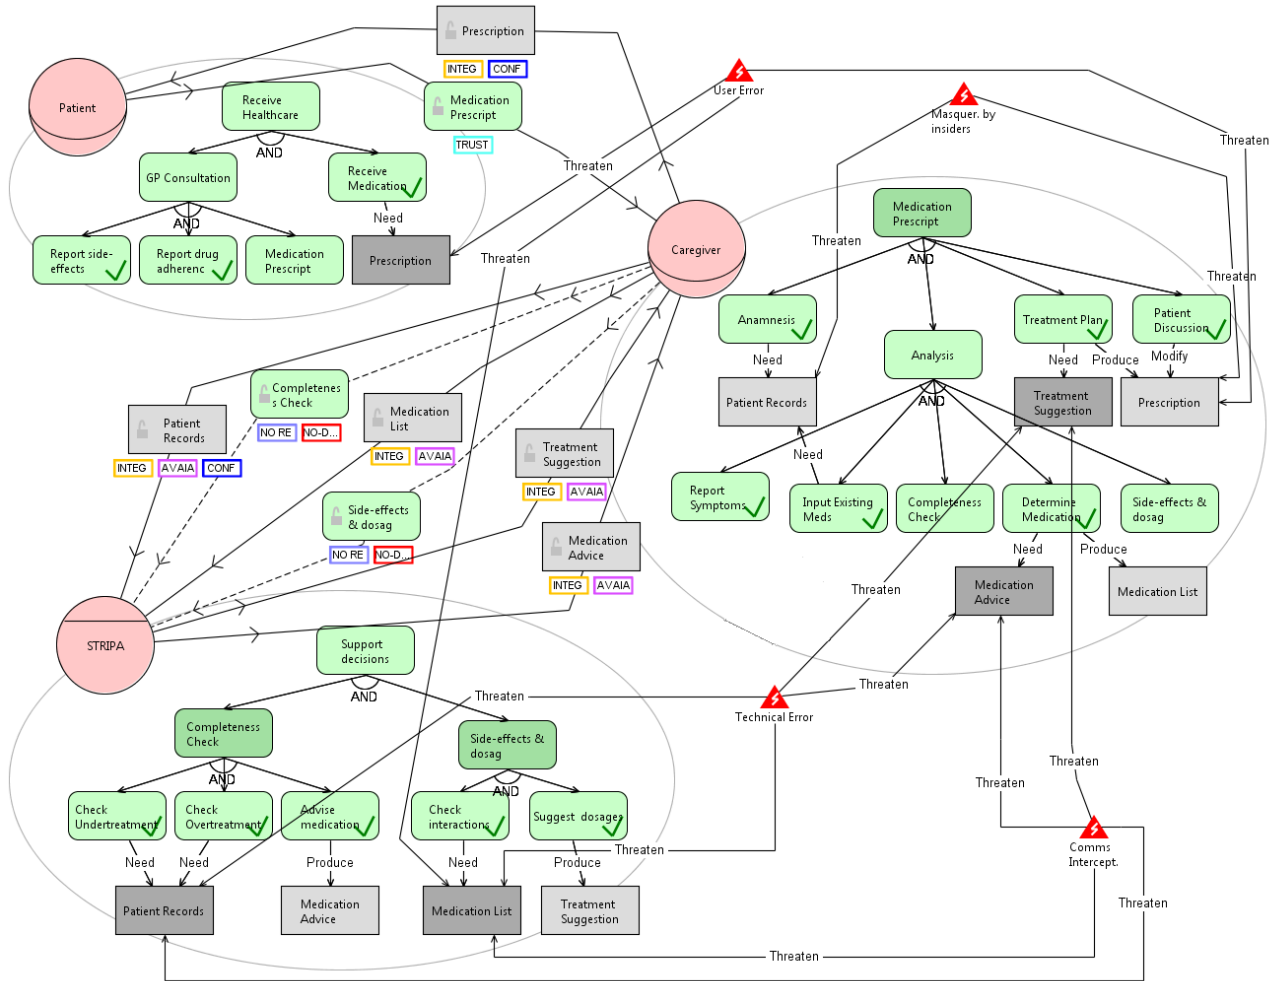 Prescription
INTEG CONF
User Error
Patient
Receive
Healthcare
Medication
Prescript
Masquer. by
insiders
TRUST
Threaten
AND
Threaten
GP Consultation
Receive
Medication
Threaten
Need
AND
Medication
Prescript
Report side-
effects
Report drug
adherenc
Medication
Prescript
Prescription
Caregiver
Threaten
AND
Threaten
Anamnesis
Treatment Plan
Patient
Discussion
Analysis
Need
Need
Produce
Modify
Completenes
s Check
NO RE NO-D...
Patient
Records
INTEG AVAIA CONF
Medication
List
INTEG AVAIA
Treatment
Suggestion
INTEG AVAIA
Patient Records
AND
Treatment
Suggestion
Prescription
Need
Report
Symptoms
Input Existing
Meds
Completeness
Check
Determine
Medication
Side-effects &
dosag
Side-effects
& dosag
NO RE NO-D...
Medication
Advice
INTEG AVAIA
Need
Produce
Threaten
Medication
Advice
Medication List
STRIPA
Support
decisions
AND
Threaten
Threaten
Technical Error
Completeness
Check
Side-effects &
dosag
AND
AND
Threaten
Threaten
Check
Undertreatment
Check
Overtreatment
Advise
medication
Check
interactions
Suggest dosages
Comms
Intercept.
Threaten
Need
Need
Produce
Need
Produce
Patient Records
Medication
Advice
Medication List
Treatment
Suggestion
Threaten
Threaten